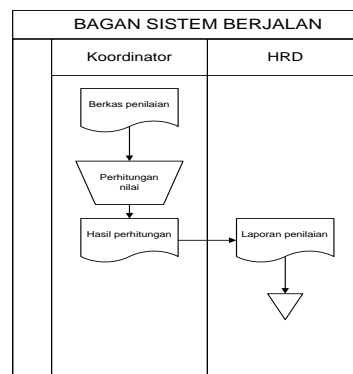 BAGAN SISTEM BERJALAN
Koordinator
HRD
Berkas penilaian
Perhitungan
nilai
Hasil perhitungan
Laporan penilaian